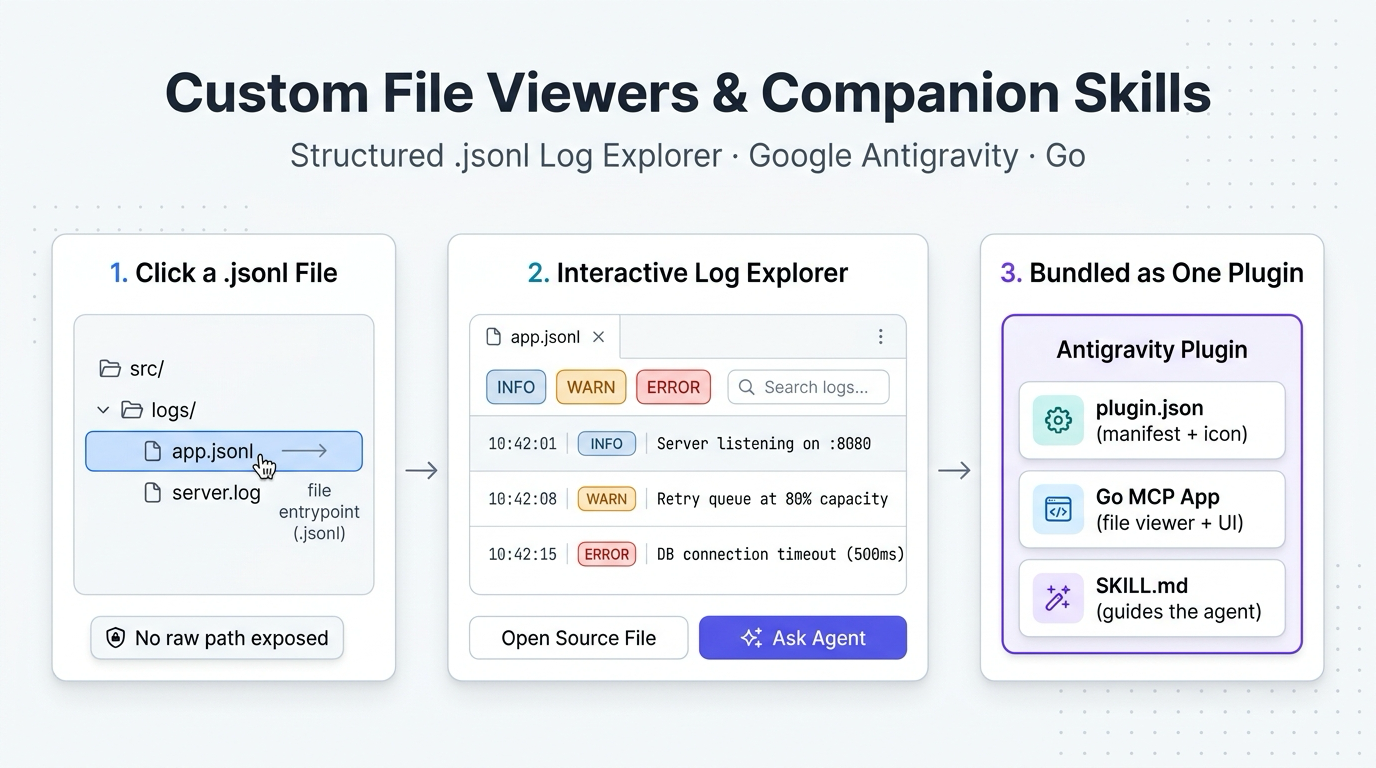 Custom File Viewers & Companion Skills
Structured .jsonl Log Explorer · Google Antigravity · Go
1. Click a .jsonl File
src/
logs/
app.jsonl
server.log
file
entrypoint
(.jsonl)
No raw path exposed
2. Interactive Log Explorer
app.jsonl
INFO WARN ERROR Search logs...
10:42:01 INFO Server listening on :8080
10:42:08 WARN Retry queue at 80% capacity
10:42:15 ERROR DB connection timeout (500ms)
Open Source File Ask Agent
3. Bundled as One Plugin
Antigravity Plugin
plugin.json
(manifest + icon)
Go MCP App
(file viewer + UI)
SKILL.md
(guides the agent)